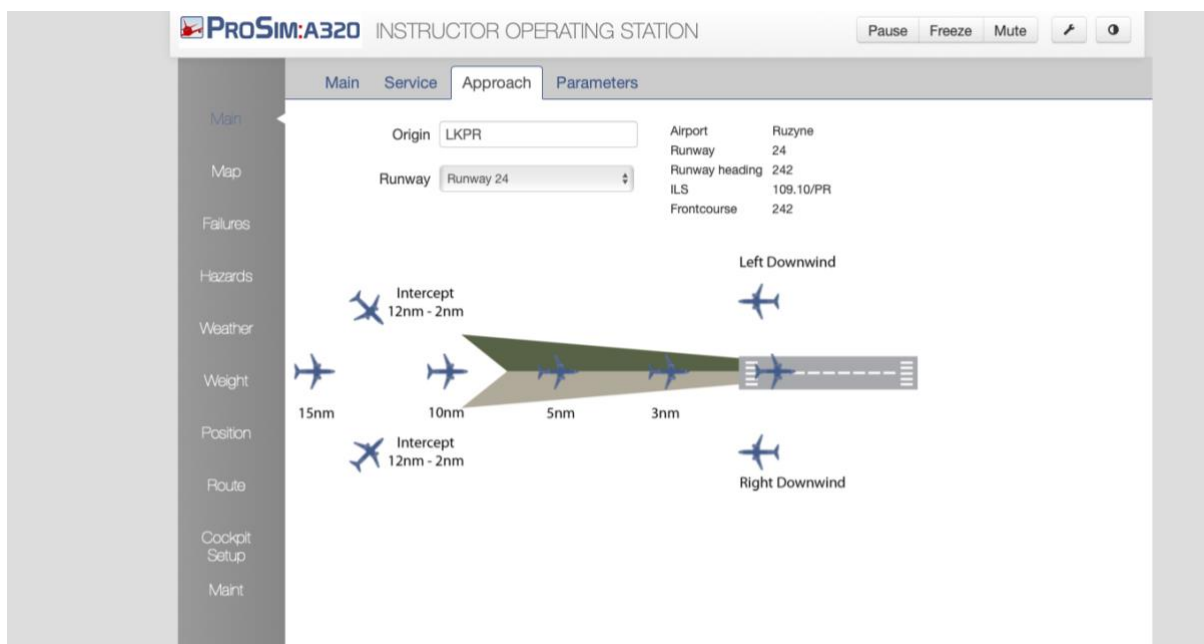 PROSIM:A320 INSTRUCTOR OPERATING STATION
Pause Freeze Mute
Main Service Approach Parameters
Main
Map
Failures
Hazards
Weather
Weight
Position
Route
Cockpit
Setup
Maint
Origin LKPR
Runway Runway 24
Airport Ruzyne
Runway 24
Runway heading 242
ILS 109.10/PR
Frontcourse 242
Left Downwind
Intercept
12nm - 2nm
15nm 10nm 5nm 3nm
Intercept
12nm - 2nm
Right Downwind